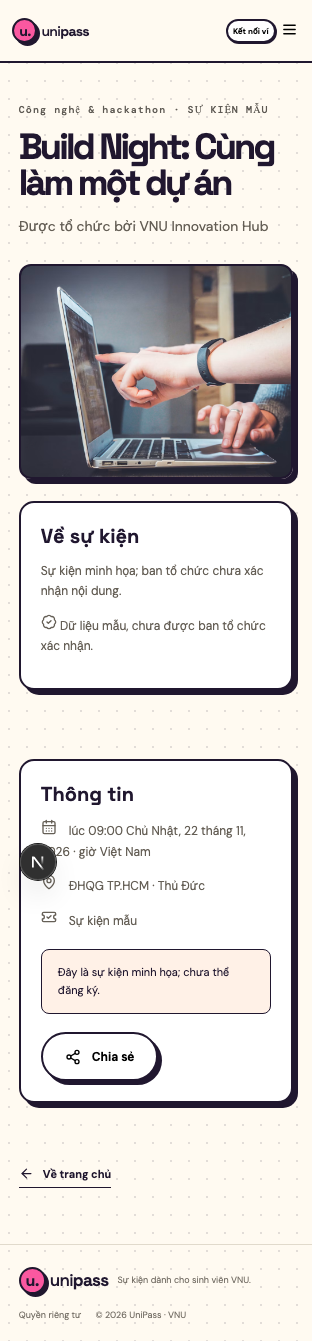 u. unipass
Kết nối ví
Công nghệ & hackathon · SỰ KIỆN MẪU
Build Night: Cùng
làm một dự án
Được tổ chức bởi VNU Innovation Hub
Về sự kiện
Sự kiện minh họa; ban tổ chức chưa xác
nhận nội dung.
Dữ liệu mẫu, chưa được ban tổ chức
xác nhận.
Thông tin
lúc 09:00 Chủ Nhật, 22 tháng 11,
26 · giờ Việt Nam
N
ĐHQG TP.HCM · Thủ Đức
Sự kiện mẫu
Đây là sự kiện minh họa; chưa thể
đăng ký.
Chia sẻ
Về trang chủ
u. unipass Sự kiện dành cho sinh viên VNU.
Quyền riêng tư © 2026 UniPass · VNU